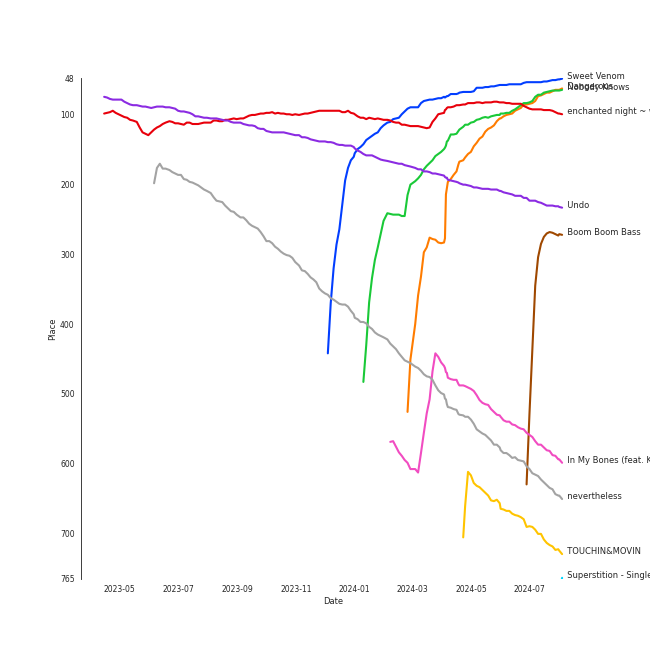 48
100
200
300
400
500
600
700
765
Place
2023-05
2023-07
2023-09
2023-11
2024-01
2024-03
2024-05
2024-07
Date
Sweet Venom
Nobody Knows
enchanted night ~
Undo
Boom Boom Bass
In My Bones (feat. K
nevertheless
TOUCHIN&MOVIN
Superstition - Single